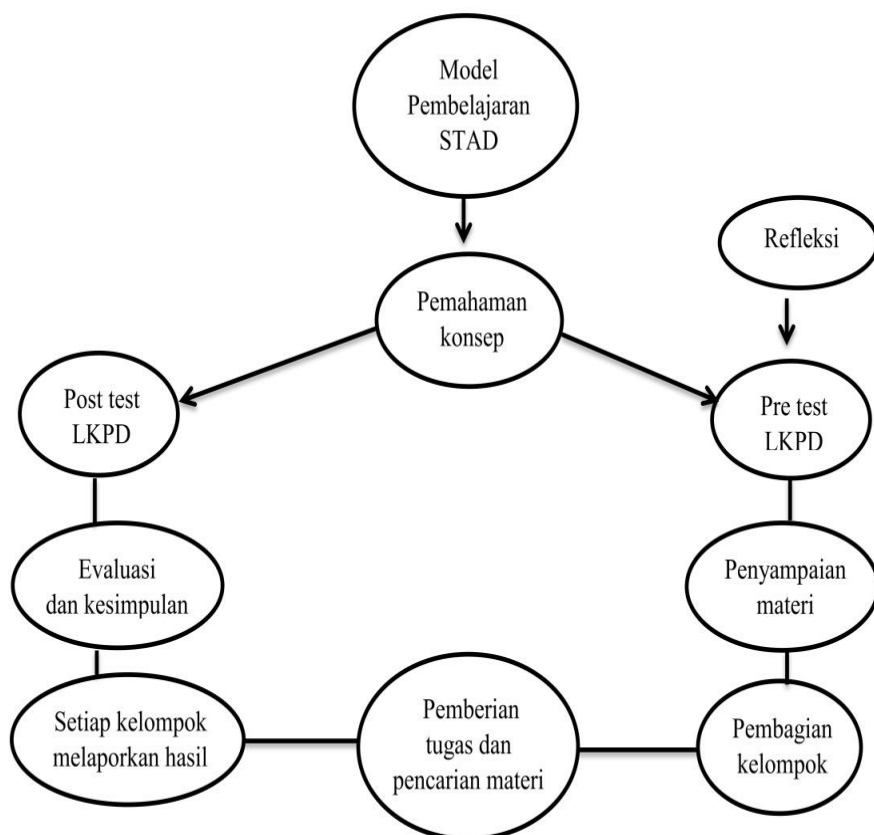 Model
Pembelajaran
STAD
Refleksi
Pemahaman
konsep
Post test
LKPD
Pre test
LKPD
Evaluasi
dan kesimpulan
Penyampaian
materi
Setiap kelompok
melaporkan hasil
Pemberian
tugas dan
pencarian materi
Pembagian
kelompok